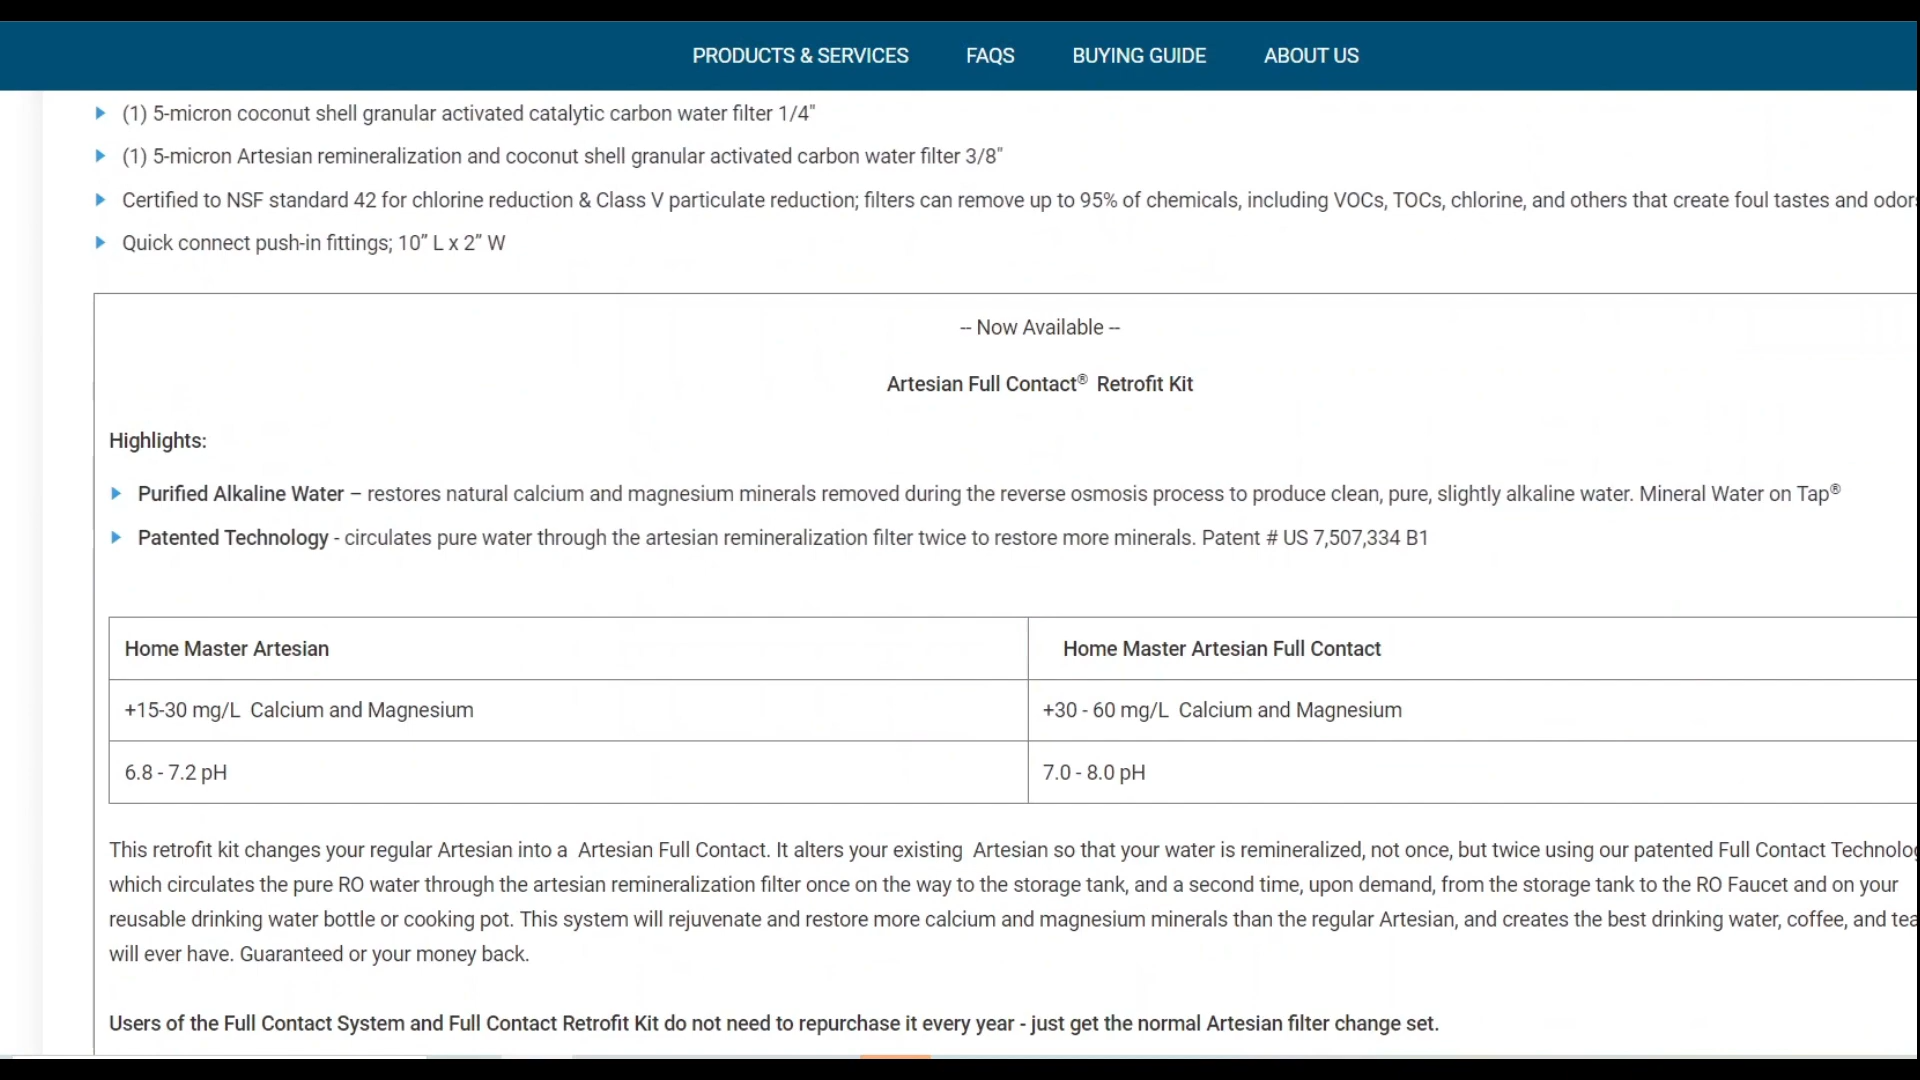 PRODUCTS & SERVICES FAQS BUYING GUIDE ABOUT US
(1) 5-micron coconut shell granular activated catalytic carbon water filter 1/4"
(1) 5-micron Artesian remineralization and coconut shell granular activated carbon water filter 3/8"
Certified to NSF standard 42 for chlorine reduction & Class V particulate reduction; filters can remove up to 95% of chemicals, including VOCs, TOCs, chlorine, and others that create foul tastes and odor
Quick connect push-in fittings; 10” L x 2” W
-- Now Available --
Artesian Full Contact® Retrofit Kit
Highlights:
Purified Alkaline Water – restores natural calcium and magnesium minerals removed during the reverse osmosis process to produce clean, pure, slightly alkaline water. Mineral Water on Tap®
Patented Technology - circulates pure water through the artesian remineralization filter twice to restore more minerals. Patent # US 7,507,334 B1
Home Master Artesian Home Master Artesian Full Contact
+15-30 mg/L Calcium and Magnesium +30 - 60 mg/L Calcium and Magnesium
6.8 - 7.2 pH 7.0 - 8.0 pH
This retrofit kit changes your regular Artesian into a Artesian Full Contact. It alters your existing Artesian so that your water is remineralized, not once, but twice using our patented Full Contact Technolog
which circulates the pure RO water through the artesian remineralization filter once on the way to the storage tank, and a second time, upon demand, from the storage tank to the RO Faucet and on your
reusable drinking water bottle or cooking pot. This system will rejuvenate and restore more calcium and magnesium minerals than the regular Artesian, and creates the best drinking water, coffee, and tea
will ever have. Guaranteed or your money back.
Users of the Full Contact System and Full Contact Retrofit Kit do not need to repurchase it every year - just get the normal Artesian filter change set.